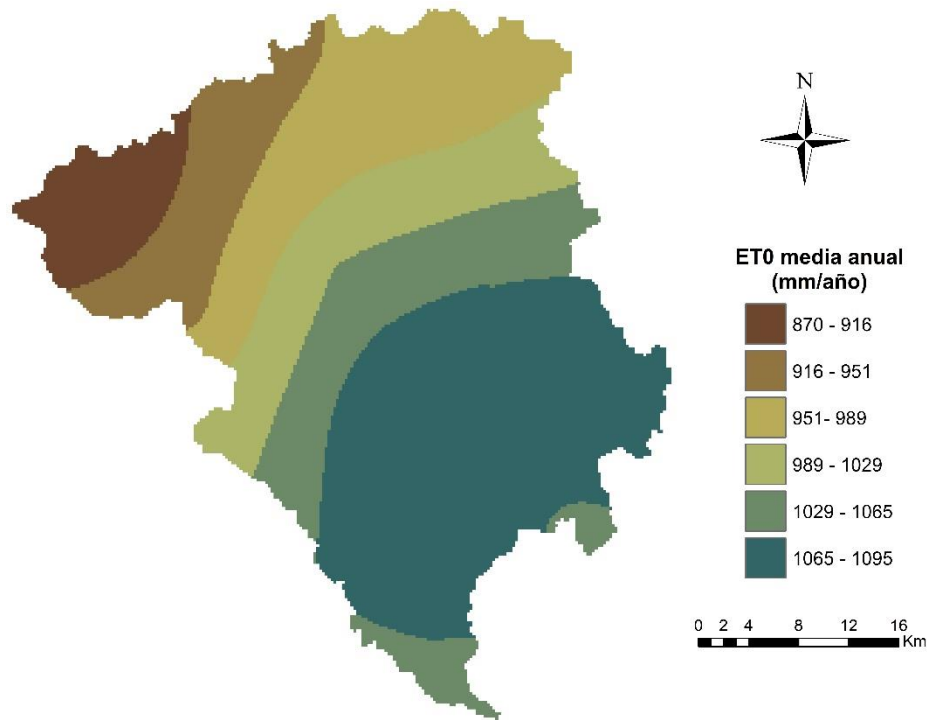 N
ET0 media anual
(mm/año)
870 - 916
916 - 951
951- 989
989 - 1029
1029 - 1065
1065 - 1095
0 2 4 8 12 16
Km